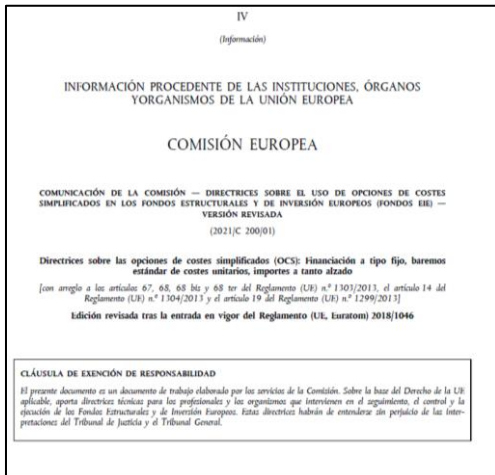 IV
(Información)
INFORMACIÓN PROCEDENTE DE LAS INSTITUCIONES, ÓRGANOS
YORGANISMOS DE LA UNIÓN EUROPEA
COMISIÓN EUROPEA
COMUNICACIÓN DE LA COMISIÓN — DIRECTRICES SOBRE EL USO DE OPCIONES DE COSTES
SIMPLIFICADOS EN LOS FONDOS ESTRUCTURALES Y DE INVERSIÓN EUROPEOS (FONDOS EIE) —
VERSIÓN REVISADA
(2021/C 200/01)
Directrices sobre las opciones de costes simplificados (OCS): Financiación a tipo fijo, baremos
estándar de costes unitarios, importes a tanto alzado
[con arreglo a los artículos 67, 68, 68 bis y 68 ter del Reglamento (UE) n.º 1303/2013, el artículo 14 del
Reglamento (UE) n.º 1304/2013 y el artículo 19 del Reglamento (UE) n.º 1299/2013]
Edición revisada tras la entrada en vigor del Reglamento (UE, Euratom) 2018/1046
CLÁUSULA DE EXENCIÓN DE RESPONSABILIDAD
El presente documento es un documento de trabajo elaborado por los servicios de la Comisión. Sobre la base del Derecho de la UE
aplicable, aporta directrices técnicas para los profesionales y los organismos que intervienen en el seguimiento, el control y la
ejecución de los Fondos Estructurales y de Inversión Europeos. Estas directrices habrán de entenderse sin perjuicio de las inter-
pretaciones del Tribunal de Justicia y el Tribunal General.